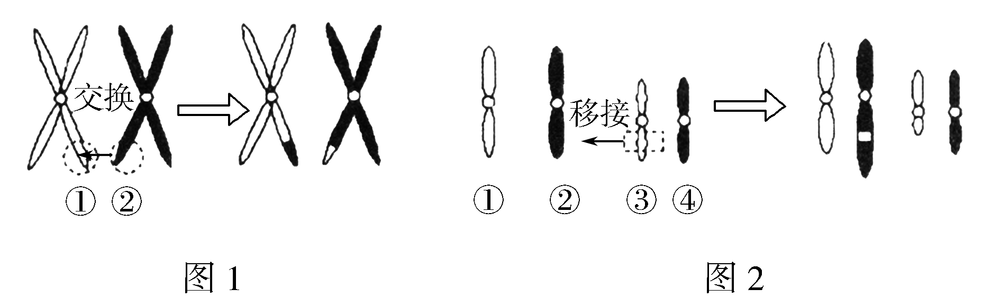 交换
移接
① ② ① ② ③ ④
图 1 图 2